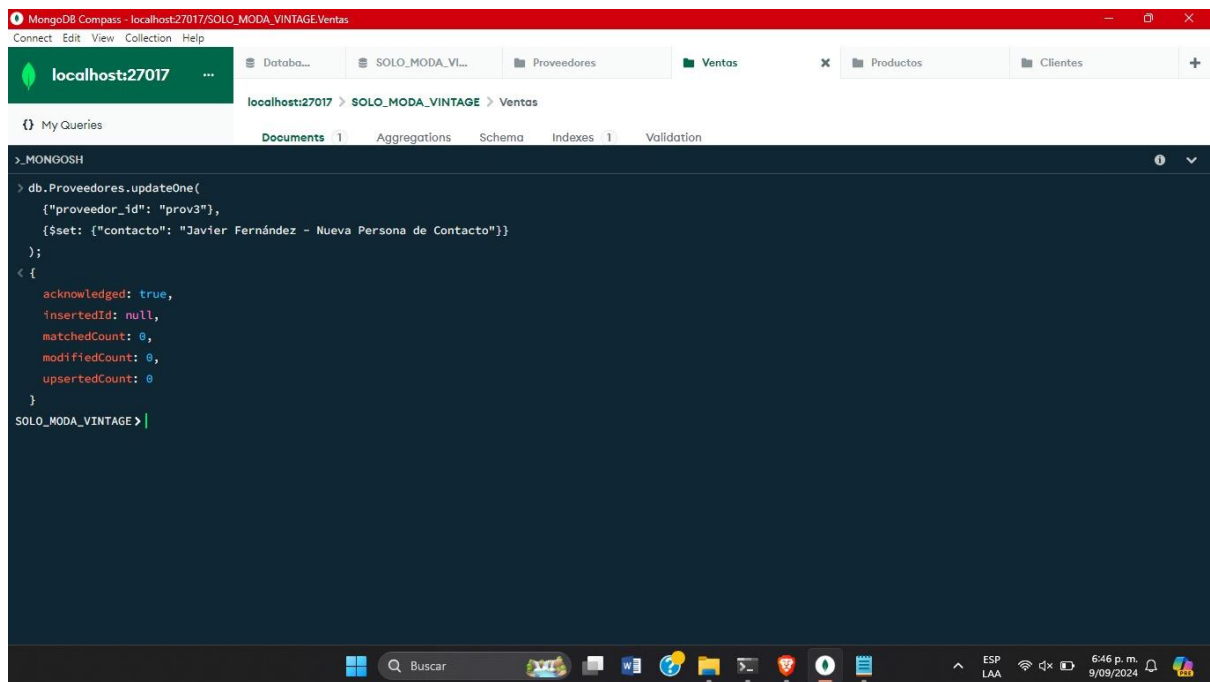 MongoDB Compass - localhost:27017/SOLO_MODA_VINTAGE.Ventas
Connect Edit View Collection Help
localhost:27017 ...
Databa... SOLO_MODA_VI... Proveedores Ventas Productos Clientes
localhost:27017 > SOLO_MODA_VINTAGE > Ventas
{} My Queries
Documents 1 Aggregations Schema Indexes 1 Validation
>_MONGOSH
> db.Proveedores.updateOne(
{"proveedor_id": "prov3"},
{$set: {"contacto": "Javier Fernández - Nueva Persona de Contacto"}}
);
< {
acknowledged: true,
insertedId: null,
matchedCount: 0,
modifiedCount: 0,
upsertedCount: 0
}
SOLO_MODA_VINTAGE>
Buscar
ESP
LAA
6:46 p. m.
9/09/2024
PRE